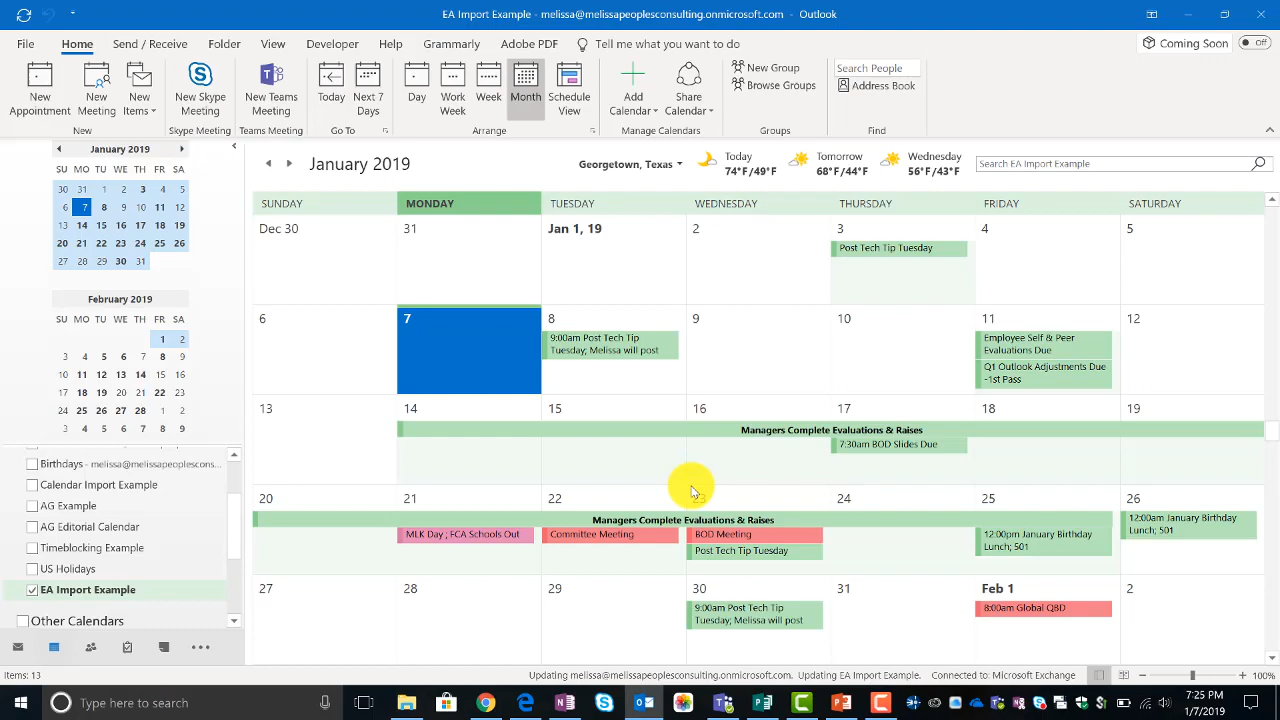 EA Import Example - melissa@melissapeoplesconsulting.onmicrosoft.com - Outlook
File Home Send / Receive Folder View Developer Help Grammarly Adobe PDF Tell me what you want to do Coming Soon Off
New Appointment
New Meeting
New Items
New Skype Meeting
New Teams Meeting
Today
Next 7 Days
Day
Work Week
Week
Month
Schedule View
Add Calendar
Share Calendar
New Group
Browse Groups
Search People
Address Book
New Skype Meeting Teams Meeting Go To Arrange Manage Calendars Groups Find
January 2019
SU MO TU WE TH FR SA
30 31 1 2 3 4 5
6 7 8 9 10 11 12
13 14 15 16 17 18 19
20 21 22 23 24 25 26
27 28 29 30 31
February 2019
SU MO TU WE TH FR SA
1 2
3 4 5 6 7 8 9
10 11 12 13 14 15 16
17 18 19 20 21 22 23
24 25 26 27 28 1 2
3 4 5 6 7 8 9
Birthdays - melissa@melissapeoplescons...
Calendar Import Example
AG Example
AG Editorial Calendar
Timeblocking Example
US Holidays
EA Import Example
Other Calendars
January 2019
Georgetown, Texas
Today
74°F/49°F
Tomorrow
68°F/44°F
Wednesday
56°F/43°F
Search EA Import Example
SUNDAY MONDAY TUESDAY WEDNESDAY THURSDAY FRIDAY SATURDAY
Dec 30 31 Jan 1, 19 2 3 4 5
Post Tech Tip Tuesday
6 7 8 9 10 11 12
9:00am Post Tech Tip
Tuesday; Melissa will post
Employee Self & Peer
Evaluations Due
Q1 Outlook Adjustments Due
-1st Pass
13 14 15 16 17 18 19
Managers Complete Evaluations & Raises
7:30am BOD Slides Due
20 21 22 23 24 25 26
Managers Complete Evaluations & Raises
12:00am January Birthday
Lunch; 501
MLK Day ; FCA Schools Out
Committee Meeting
BOD Meeting
Post Tech Tip Tuesday
12:00pm January Birthday
Lunch; 501
27 28 29 30 31 Feb 1 2
9:00am Post Tech Tip
Tuesday; Melissa will post
8:00am Global QBD
Items: 13 Updating melissa@melissapeoplesconsulting.onmicrosoft.com. Updating EA Import Example. Connected to: Microsoft Exchange 100%
Type here to search
7:25 PM
1/7/2019